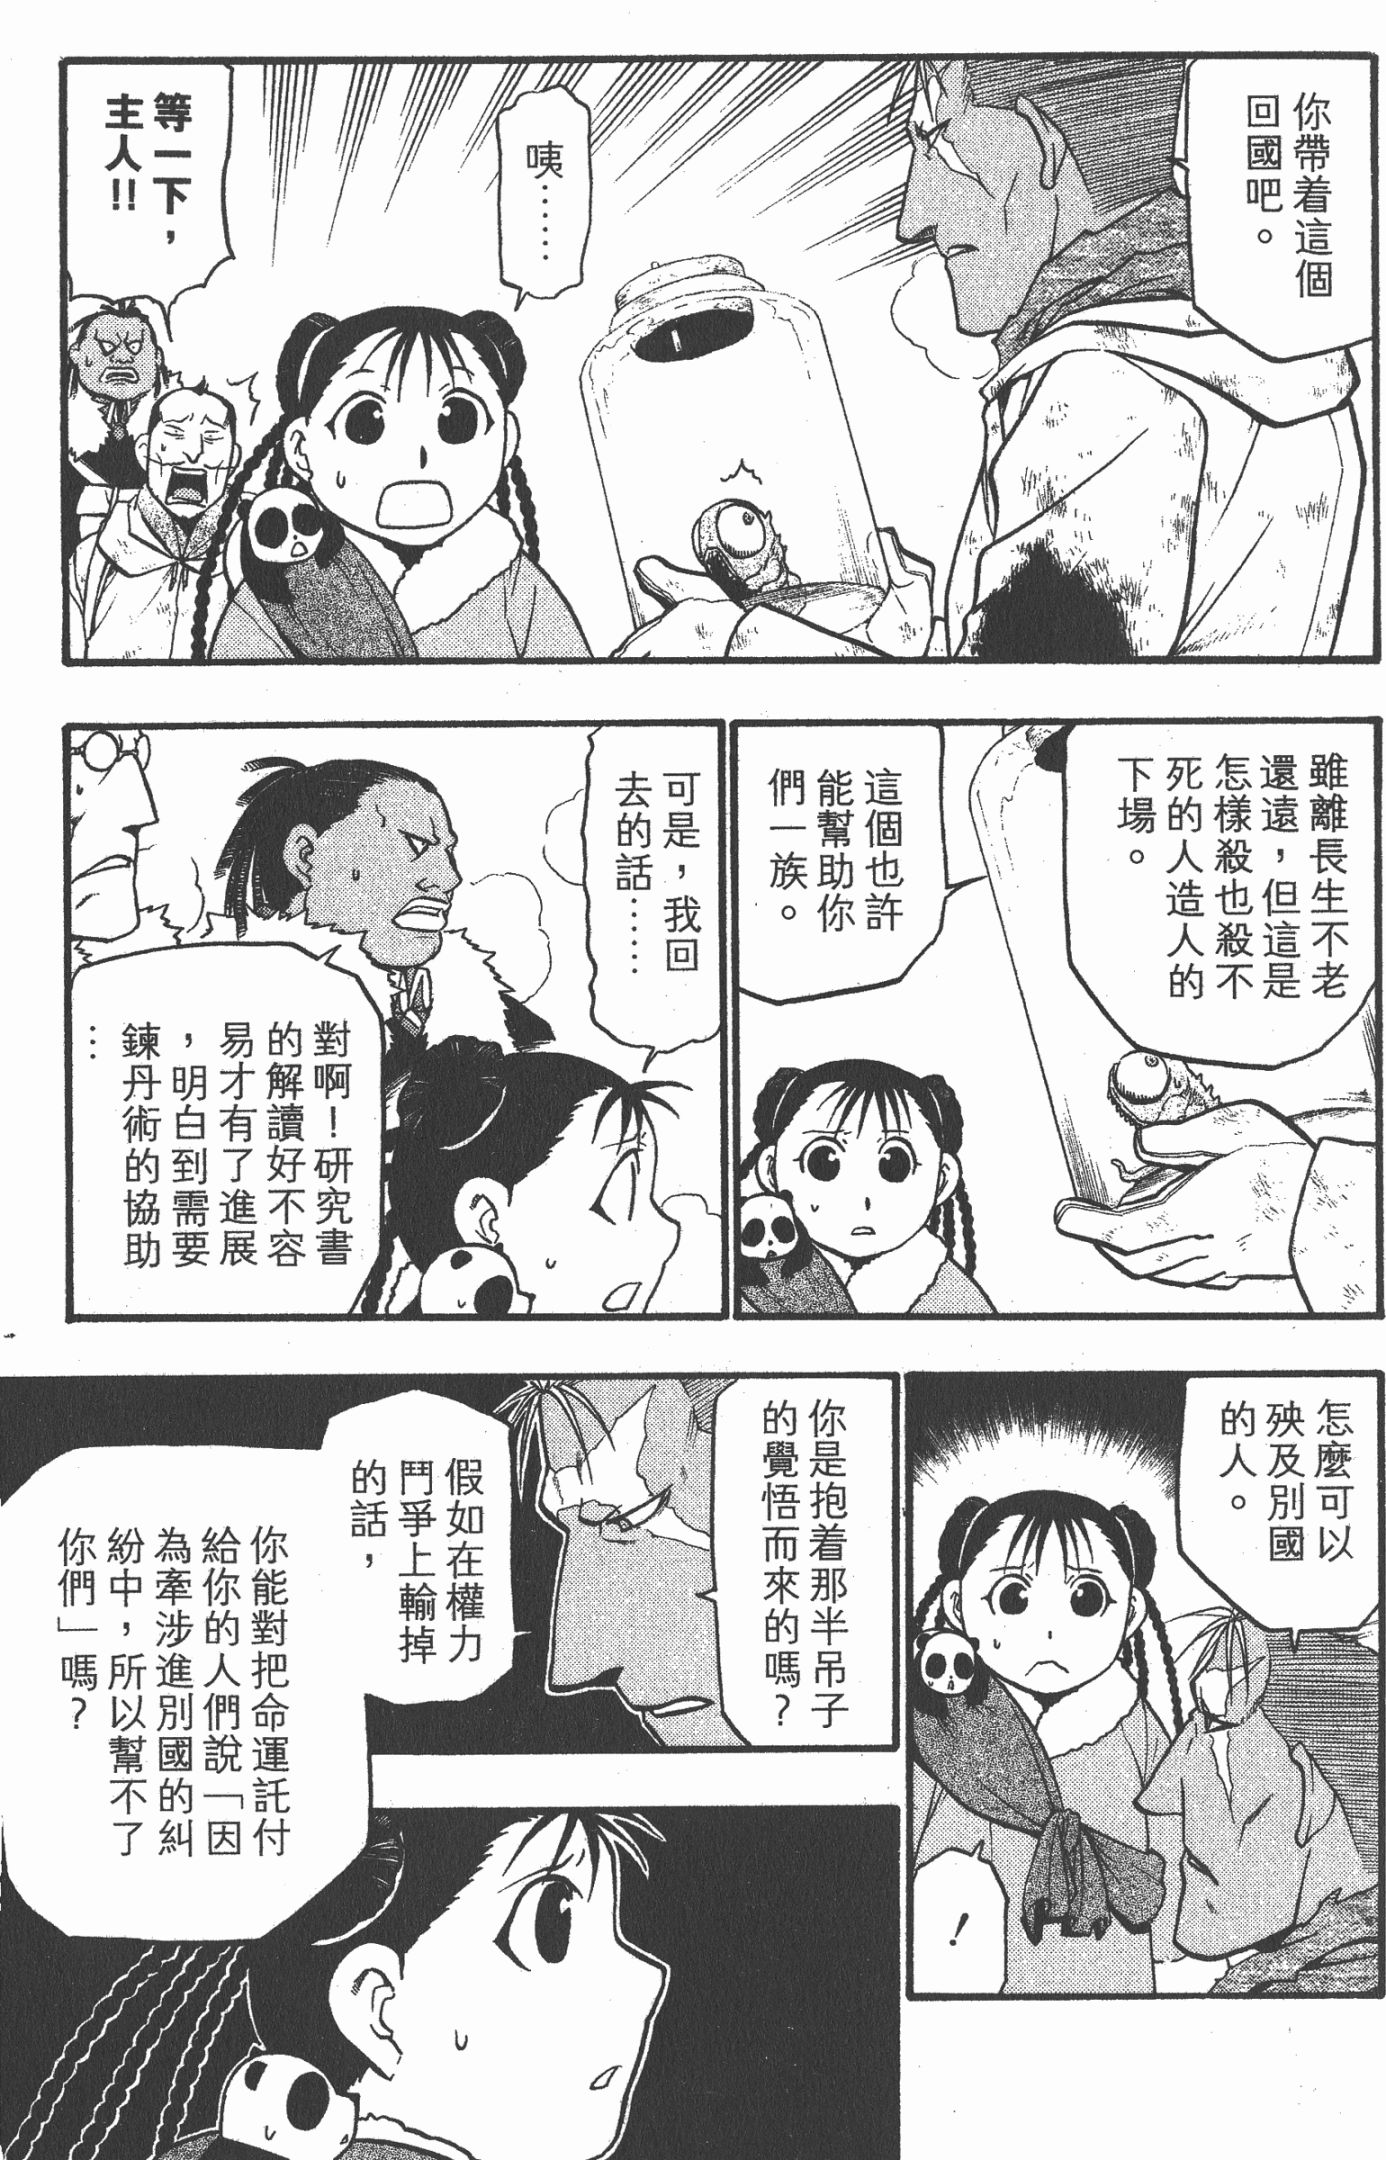 你帶着這個
回國吧。
咦……
等一下，
主人!!
雖離長生不老
還遠，但這是
怎樣殺也殺不
死的人造人的
下場。
這個也許
能幫助你
們一族。
可是，我回
去的話……
對啊！研究書
的解讀好不容
易才有了進展
，明白到需要
鍊丹術的協助
…
怎麼可以
殃及別國
的人。
！
你是抱着那半吊子
的覺悟而來的嗎？
假如在權力
鬥爭上輸掉
的話，
你能對把命運託付
給你的人們說「因
為牽涉進別國的糾
紛中，所以幫不了
你們」嗎？